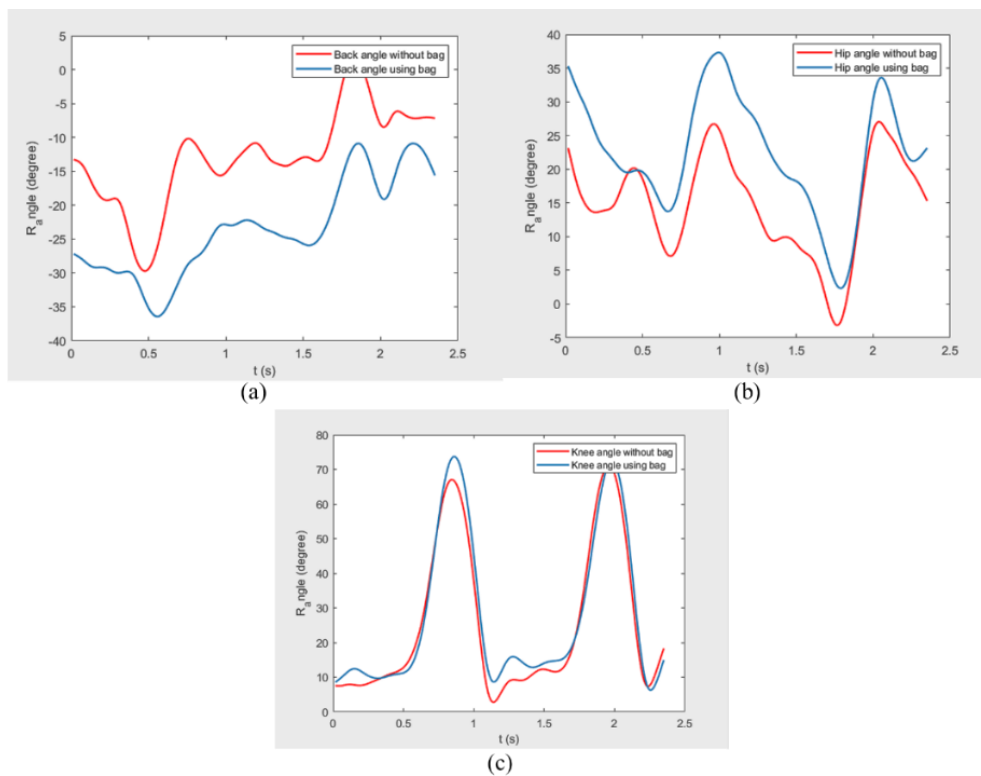 5
0
-5
-10
-15
-20
-25
-30
-35
-40
0 0.5 1 1.5 2 2.5
R_angle (degree)
t (s)
Back angle without bag
Back angle using bag
(a)
40
35
30
25
20
15
10
5
0
-5
0 0.5 1 1.5 2 2.5
R_angle (degree)
t (s)
Hip angle without bag
Hip angle using bag
(b)
80
70
60
50
40
30
20
10
0
0 0.5 1 1.5 2 2.5
R_angle (degree)
t (s)
Knee angle without bag
Knee angle using bag
(c)